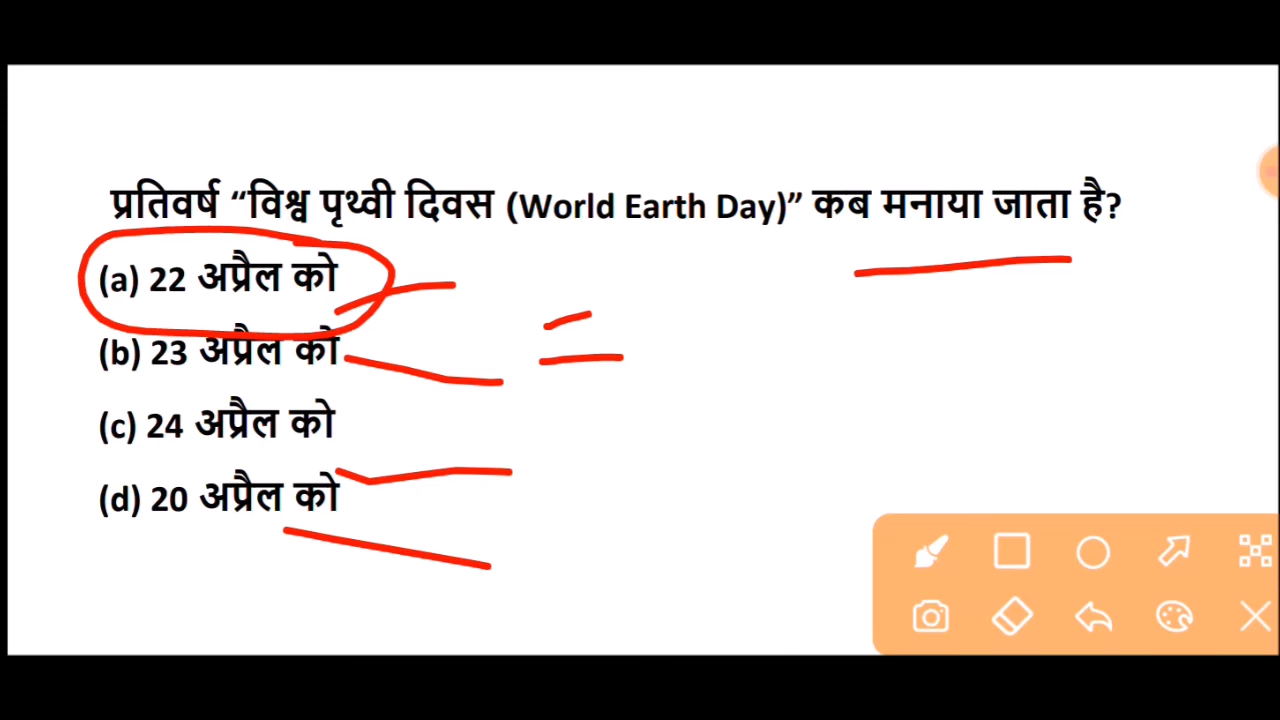 प्रतिवर्ष “विश्व पृथ्वी दिवस (World Earth Day)” कब मनाया जाता है?
(a) 22 अप्रैल को
(b) 23 अप्रैल को
(c) 24 अप्रैल को
(d) 20 अप्रैल को